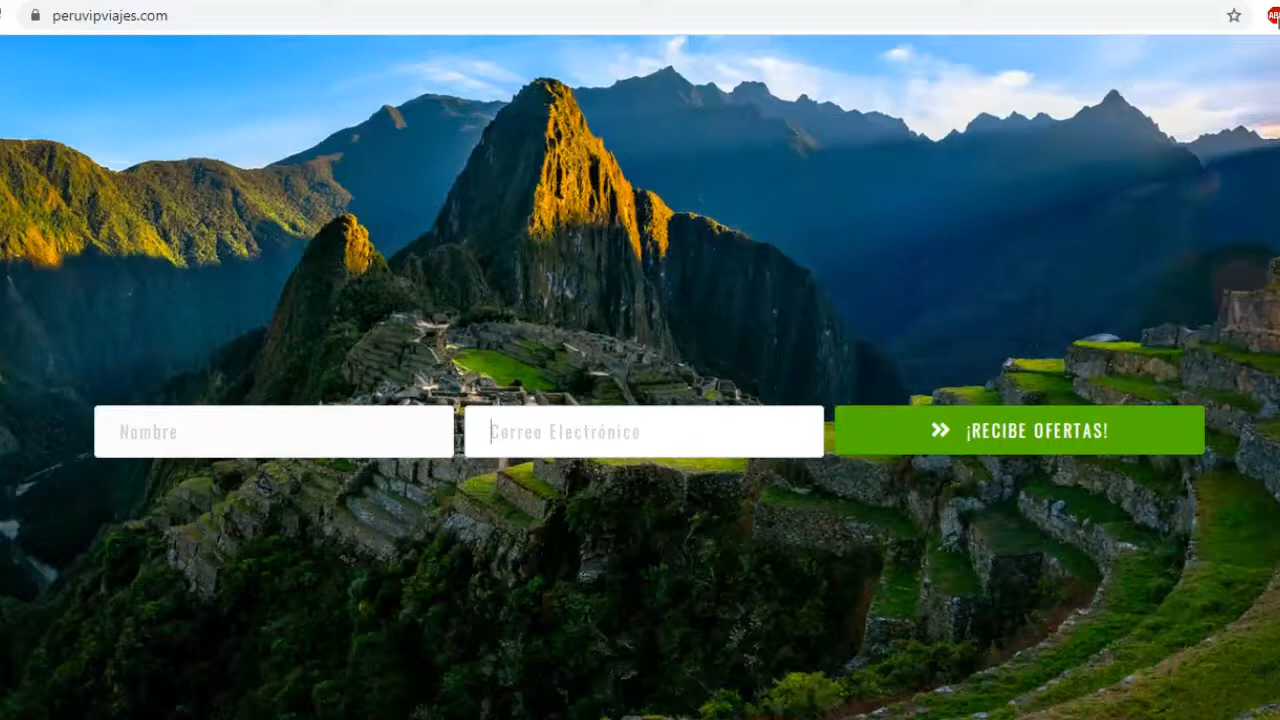 peruvipviajes.com
Nombre
Correo Electrónico
¡RECIBE OFERTAS!